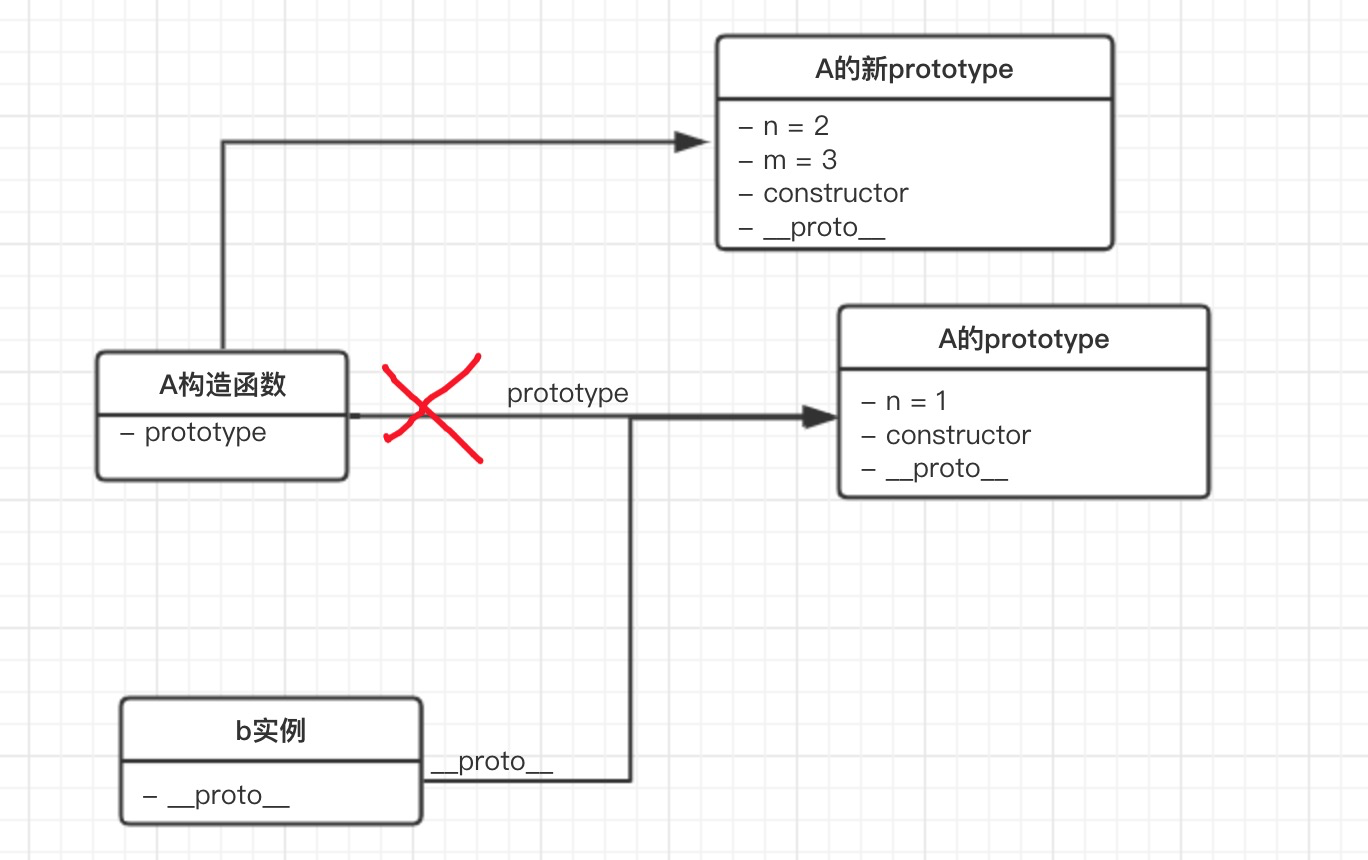 A的新prototype
– n = 2
– m = 3
– constructor
– __proto__
A构造函数
– prototype
prototype
A的prototype
– n = 1
– constructor
– __proto__
b实例
– __proto__
__proto__